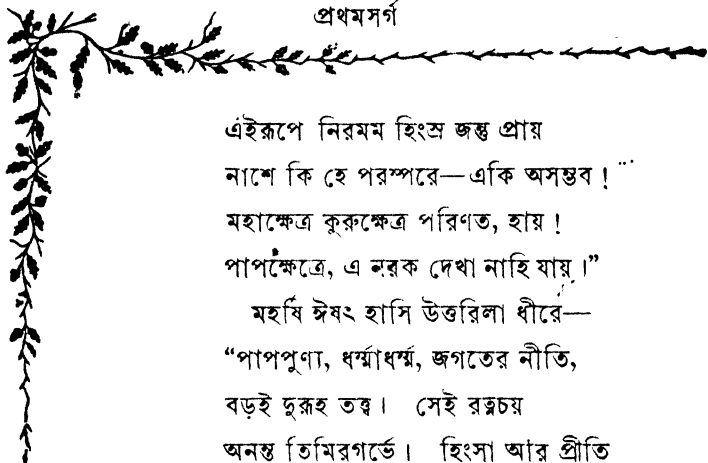 প্রথমসর্গ
এইরূপে নিরমম হিংস্র জন্তু প্রায়
নাশে কি হে পরস্পরে—একি অসম্ভব !
মহাক্ষেত্র কুরুক্ষেত্র পরিণত, হায় !
পাপক্ষেত্রে, এ নরক দেখা নাহি যায় ।”
মহর্ষি ঈষৎ হাসি উত্তরিলা ধীরে—
“পাপপুণ্য, ধর্ম্মাধর্ম্ম, জগতের নীতি,
বড়ই দুরূহ তত্ত্ব । সেই রত্নচয়
অনন্ত তিমিরগর্ভে । হিংসা আর প্রীতি